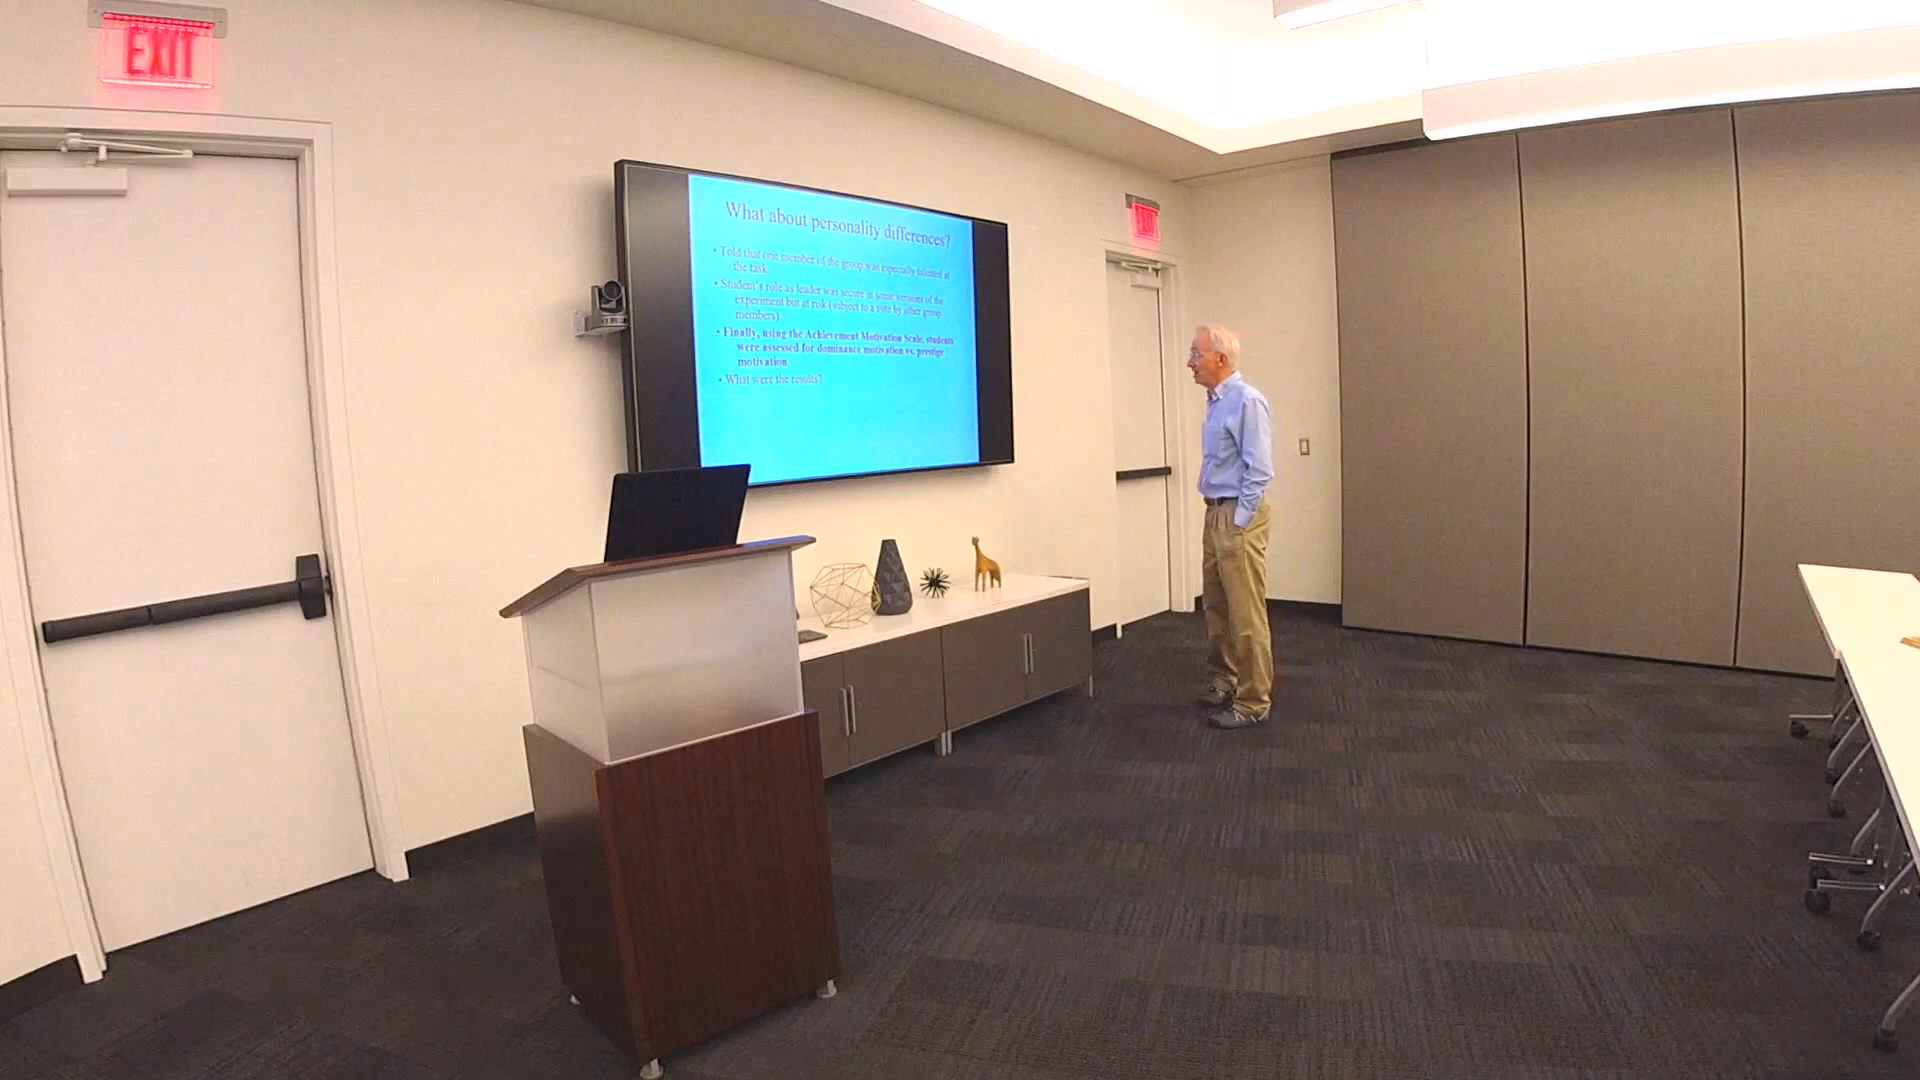 EXIT
What about personality differences?
• Told that one member of the group was especially talented at
the task.
• Student's role as leader was secure in some versions of the
experiment but at risk (subject to a vote by other group
members).
• Finally, using the Achievement Motivation Scale, students
were assessed for dominance motivation vs. prestige
motivation.
• What were the results?
EXIT